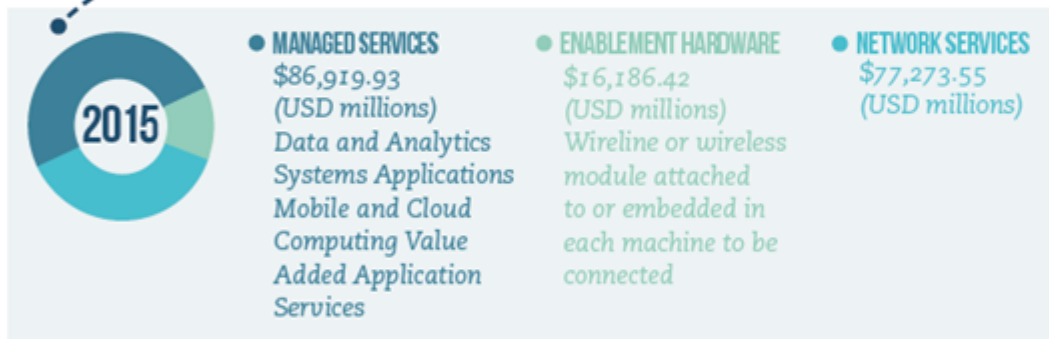 2015
MANAGED SERVICES
$86,919.93
(USD millions)
Data and Analytics
Systems Applications
Mobile and Cloud
Computing Value
Added Application
Services
ENABLEMENT HARDWARE
$16,186.42
(USD millions)
Wireline or wireless
module attached
to or embedded in
each machine to be
connected
NETWORK SERVICES
$77,273.55
(USD millions)